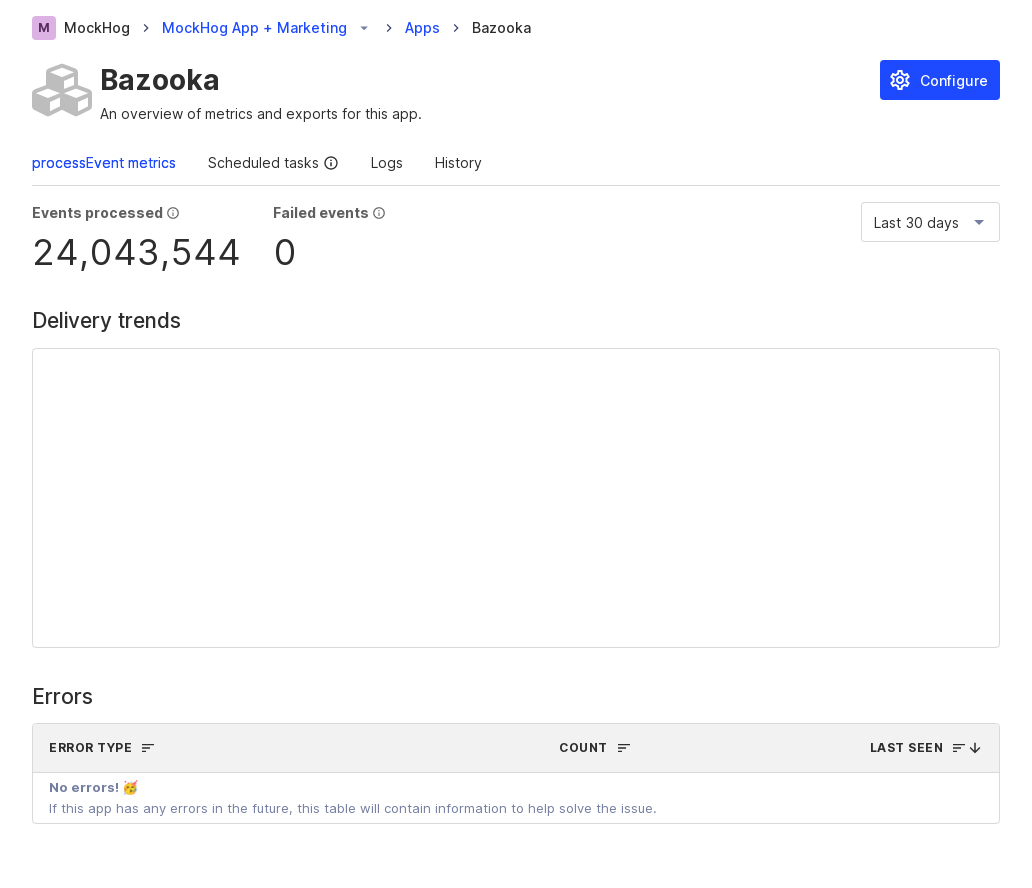 M MockHog MockHog App + Marketing Apps Bazooka
Bazooka
An overview of metrics and exports for this app.
Configure
processEvent metrics Scheduled tasks Logs History
Events processed Failed events
24,043,544 0
Last 30 days
Delivery trends
Errors
ERROR TYPE COUNT LAST SEEN
No errors! 🥳
If this app has any errors in the future, this table will contain information to help solve the issue.